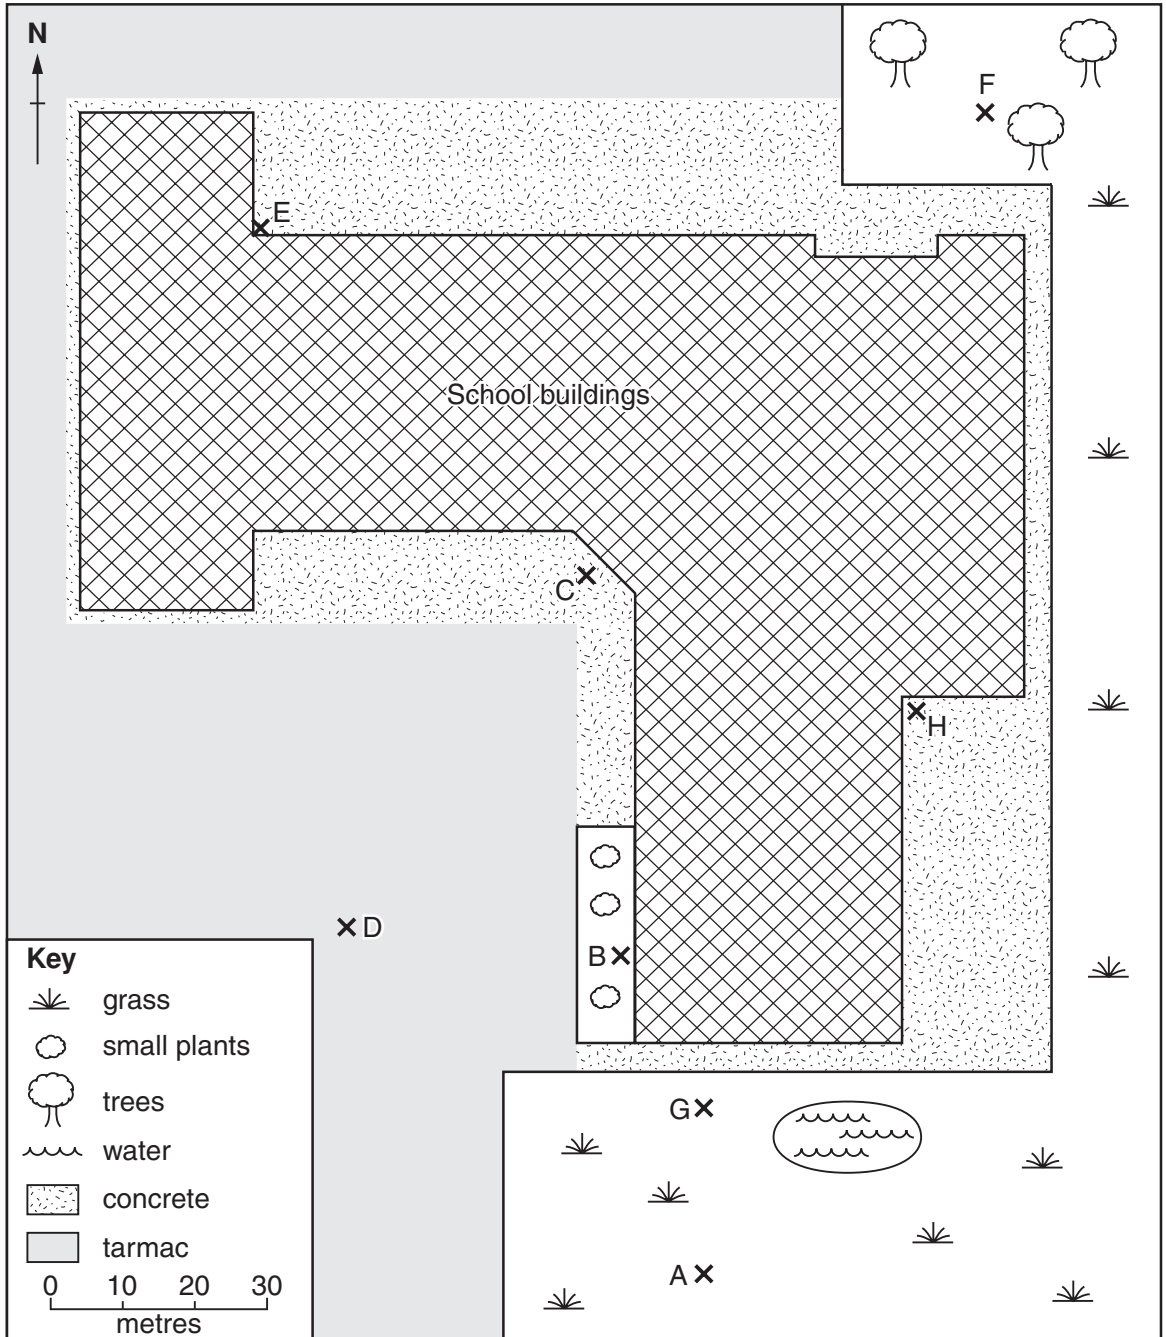 N
F
E
School buildings
C
H
D
B
Key
grass
small plants
trees
G
water
concrete
tarmac
A
0 10 20 30
metres